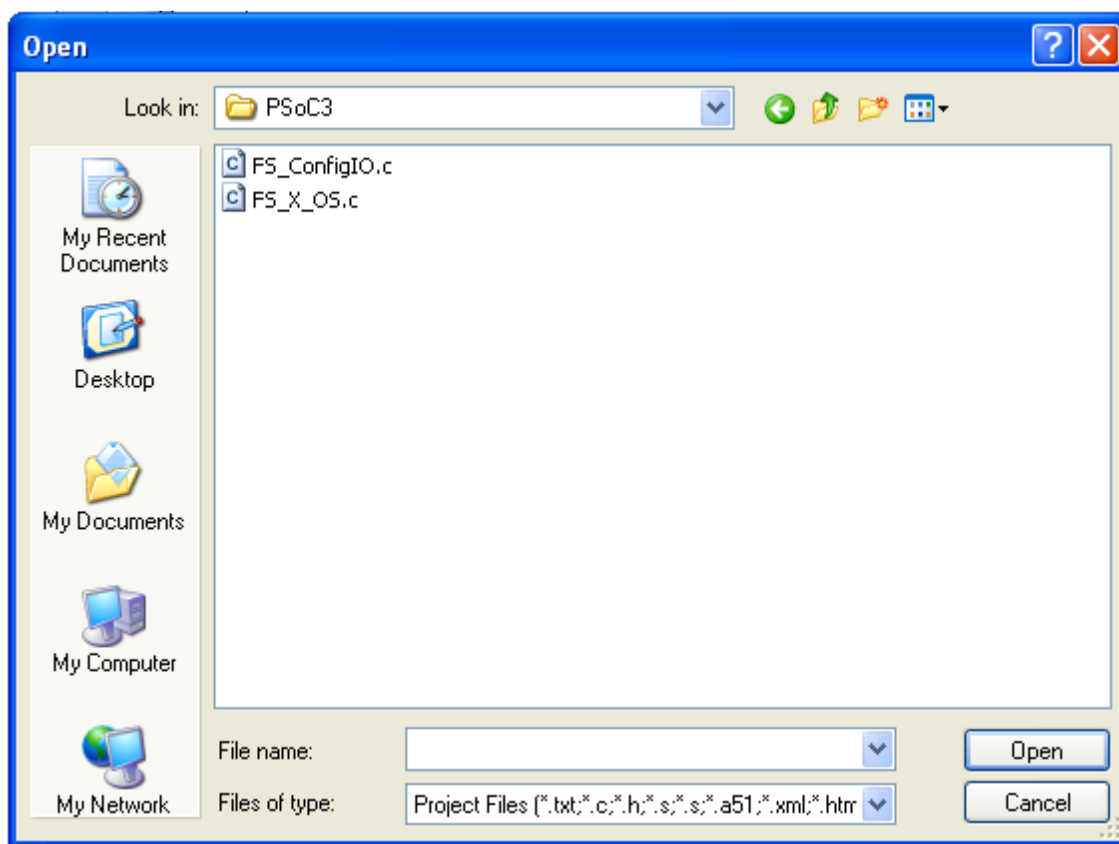 Open
Look in:
PSoC3
FS_ConfigIO.c
FS_X_OS.c
My Recent
Documents
Desktop
My Documents
My Computer
My Network
File name:
Open
Files of type:
Project Files (*.txt;*.c;*.h;*.s;*.s;*.a51;*.xml;*.htm
Cancel